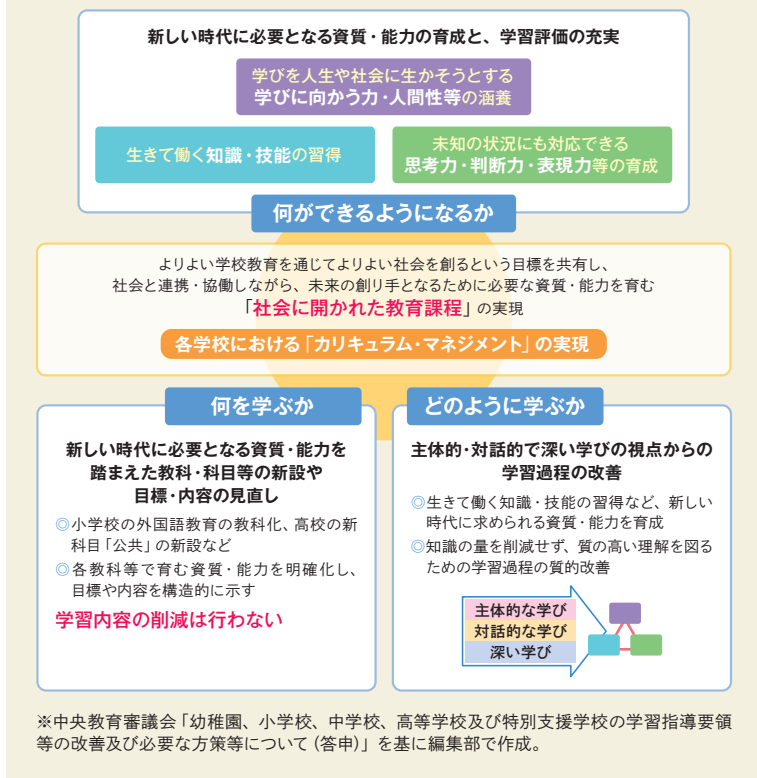 新しい時代に必要となる資質・能力の育成と、学習評価の充実
学びを人生や社会に生かそうとする
学びに向かう力・人間性等の涵養
生きて働く知識・技能の習得
未知の状況にも対応できる
思考力・判断力・表現力等の育成
何ができるようになるか
よりよい学校教育を通じてよりよい社会を創るという目標を共有し、
社会と連携・協働しながら、未来の創り手となるために必要な資質・能力を育む
「社会に開かれた教育課程」の実現
各学校における「カリキュラム・マネジメント」の実現
何を学ぶか
新しい時代に必要となる資質・能力を
踏まえた教科・科目等の新設や
目標・内容の見直し
◎小学校の外国語教育の教科化、高校の新
科目「公共」の新設など
◎各教科等で育む資質・能力を明確化し、
目標や内容を構造的に示す
学習内容の削減は行わない
どのように学ぶか
主体的・対話的で深い学びの視点からの
学習過程の改善
◎生きて働く知識・技能の習得など、新しい
時代に求められる資質・能力を育成
◎知識の量を削減せず、質の高い理解を図る
ための学習過程の質的改善
主体的な学び
対話的な学び
深い学び
※中央教育審議会「幼稚園、小学校、中学校、高等学校及び特別支援学校の学習指導要領
等の改善及び必要な方策等について(答申)」を基に編集部で作成。